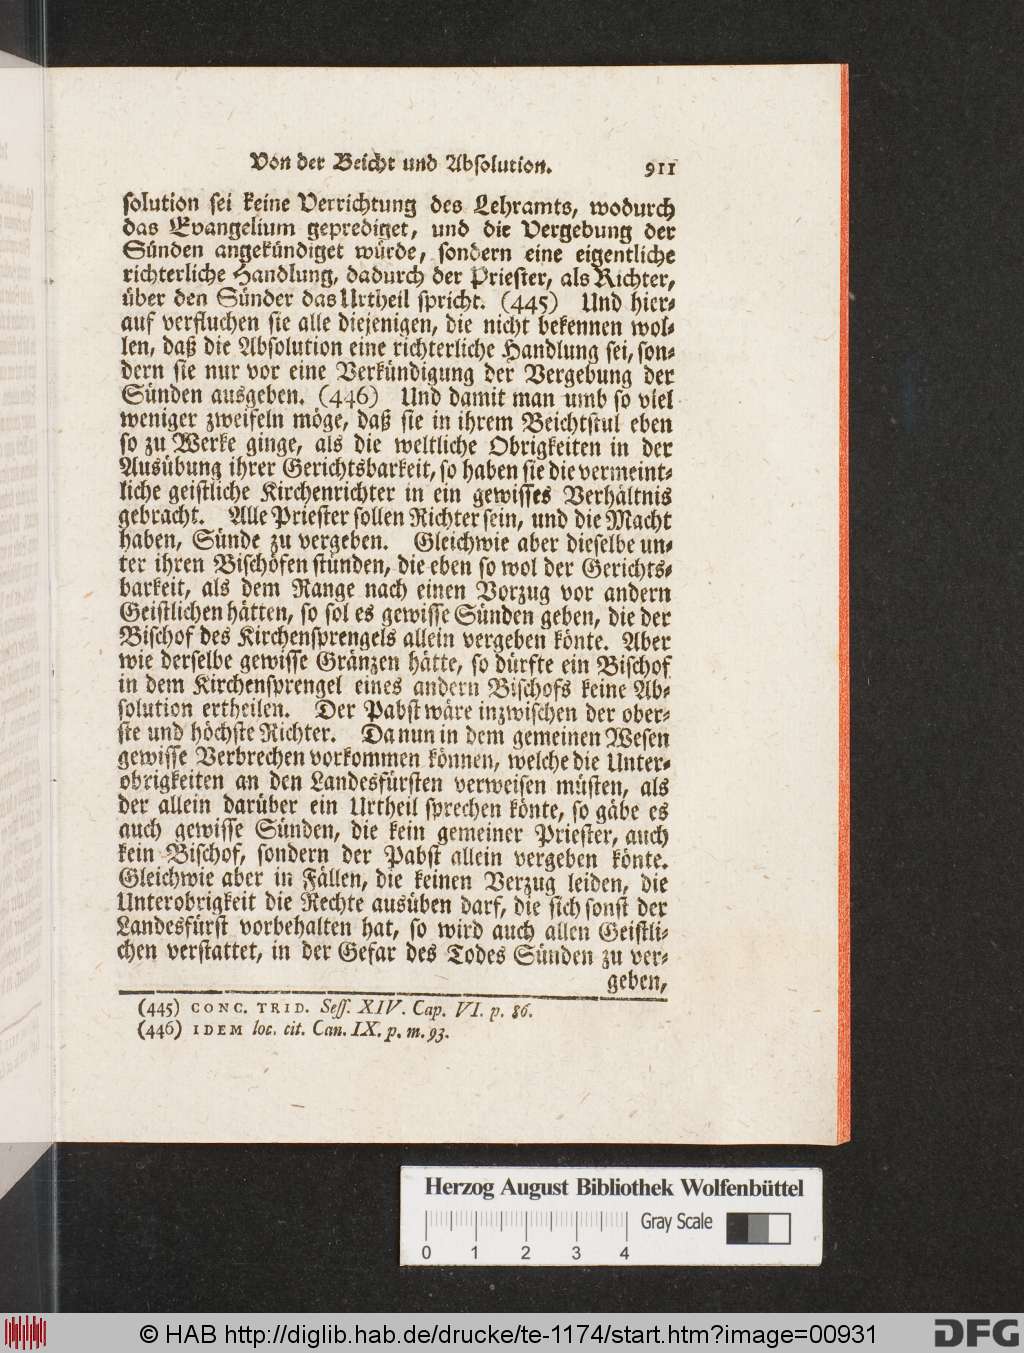 Von der Beicht und Absolution. 911
solution sei keine Verrichtung des Lehramts, wodurch
das Evangelium geprediget, und die Vergebung der
Sünden angekündiget würde, sondern eine eigentliche
richterliche Handlung, dadurch der Priester, als Richter,
über den Sünder das Urtheil spricht. (445) Und hier-
auf verfluchen sie alle diejenigen, die nicht bekennen wol-
len, daß die Absolution eine richterliche Handlung sei, son-
dern sie nur vor eine Verkündigung der Vergebung der
Sünden ausgeben. (446) Und damit man umb so viel
weniger zweifeln möge, daß sie in ihrem Beichtstul eben
so zu Werke ginge, als die weltliche Obrigkeiten in der
Ausübung ihrer Gerichtsbarkeit, so haben sie die vermeint-
liche geistliche Kirchenrichter in ein gewisses Verhältnis
gebracht. Alle Priester sollen Richter sein, und die Macht
haben, Sünde zu vergeben. Gleichwie aber dieselbe un-
ter ihren Bischöfen stünden, die eben so wol der Gerichts-
barkeit, als dem Range nach einen Vorzug vor andern
Geistlichen hätten, so sol es gewisse Sünden geben, die der
Bischof des Kirchensprengels allein vergeben könte. Aber
wie derselbe gewisse Gränzen hätte, so dürfte ein Bischof
in dem Kirchensprengel eines andern Bischofs keine Ab-
solution ertheilen. Der Pabst wäre inzwischen der ober-
ste und höchste Richter. Da nun in dem gemeinen Wesen
gewisse Verbrechen vorkommen können, welche die Unter-
obrigkeiten an den Landesfürsten verweisen müsten, als
der allein darüber ein Urtheil sprechen könte, so gäbe es
auch gewisse Sünden, die kein gemeiner Priester, auch
kein Bischof, sondern der Pabst allein vergeben könte.
Gleichwie aber in Fällen, die keinen Verzug leiden, die
Unterobrigkeit die Rechte ausüben darf, die sich sonst der
Landesfürst vorbehalten hat, so wird auch allen Geistli-
chen verstattet, in der Gefar des Todes Sünden zu ver-
geben,
(445) CONC. TRID. Sess. XIV. Cap. VI. p. 86.
(446) IDEM loc. cit. Can. IX. p. m. 93.
Herzog August Bibliothek Wolfenbüttel
Gray Scale
0 1 2 3 4
© HAB http://diglib.hab.de/drucke/te-1174/start.htm?image=00931
DFG